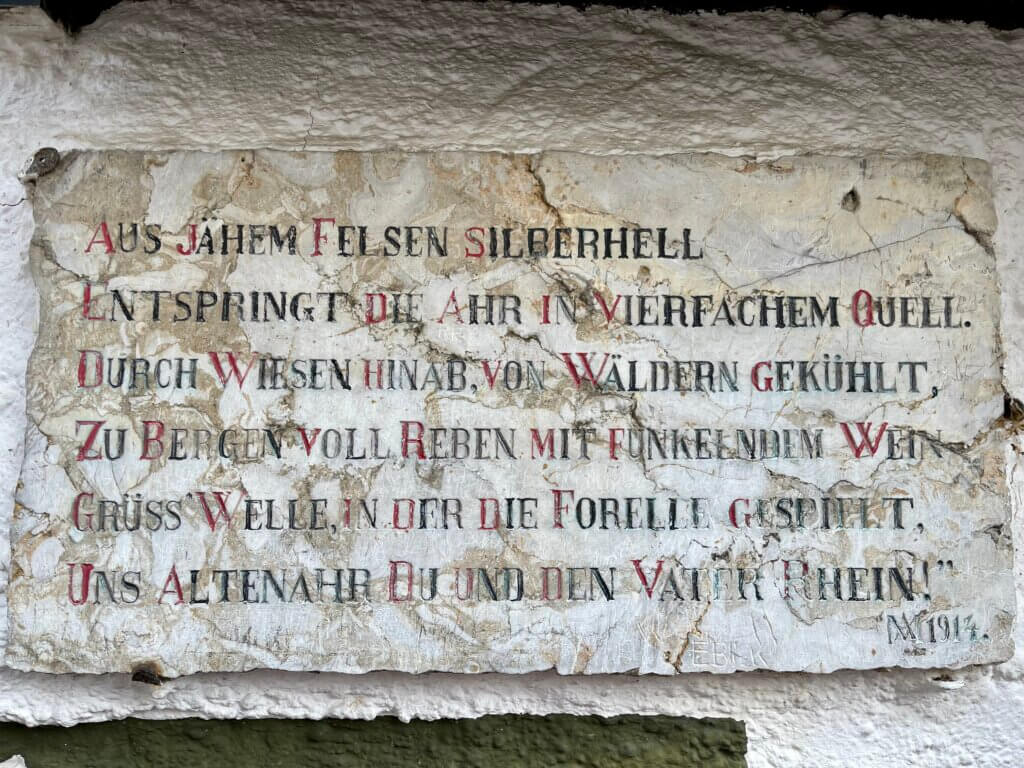 AUS JÄHEM FELSEN SILBERHELL
ENTSPRINGT DIE AHR IN VIERFACHEM QUELL.
DURCH WIESEN HINAB, VON WÄLDERN GEKÜHLT,
ZU BERGEN VOLL REBEN MIT FUNKELNDEM WEIN
GRÜSS' WELLE, IN DER DIE FORELLE GESPIELT,
UNS ALTENAHR DU UND DEN VATER RHEIN!"
1914.